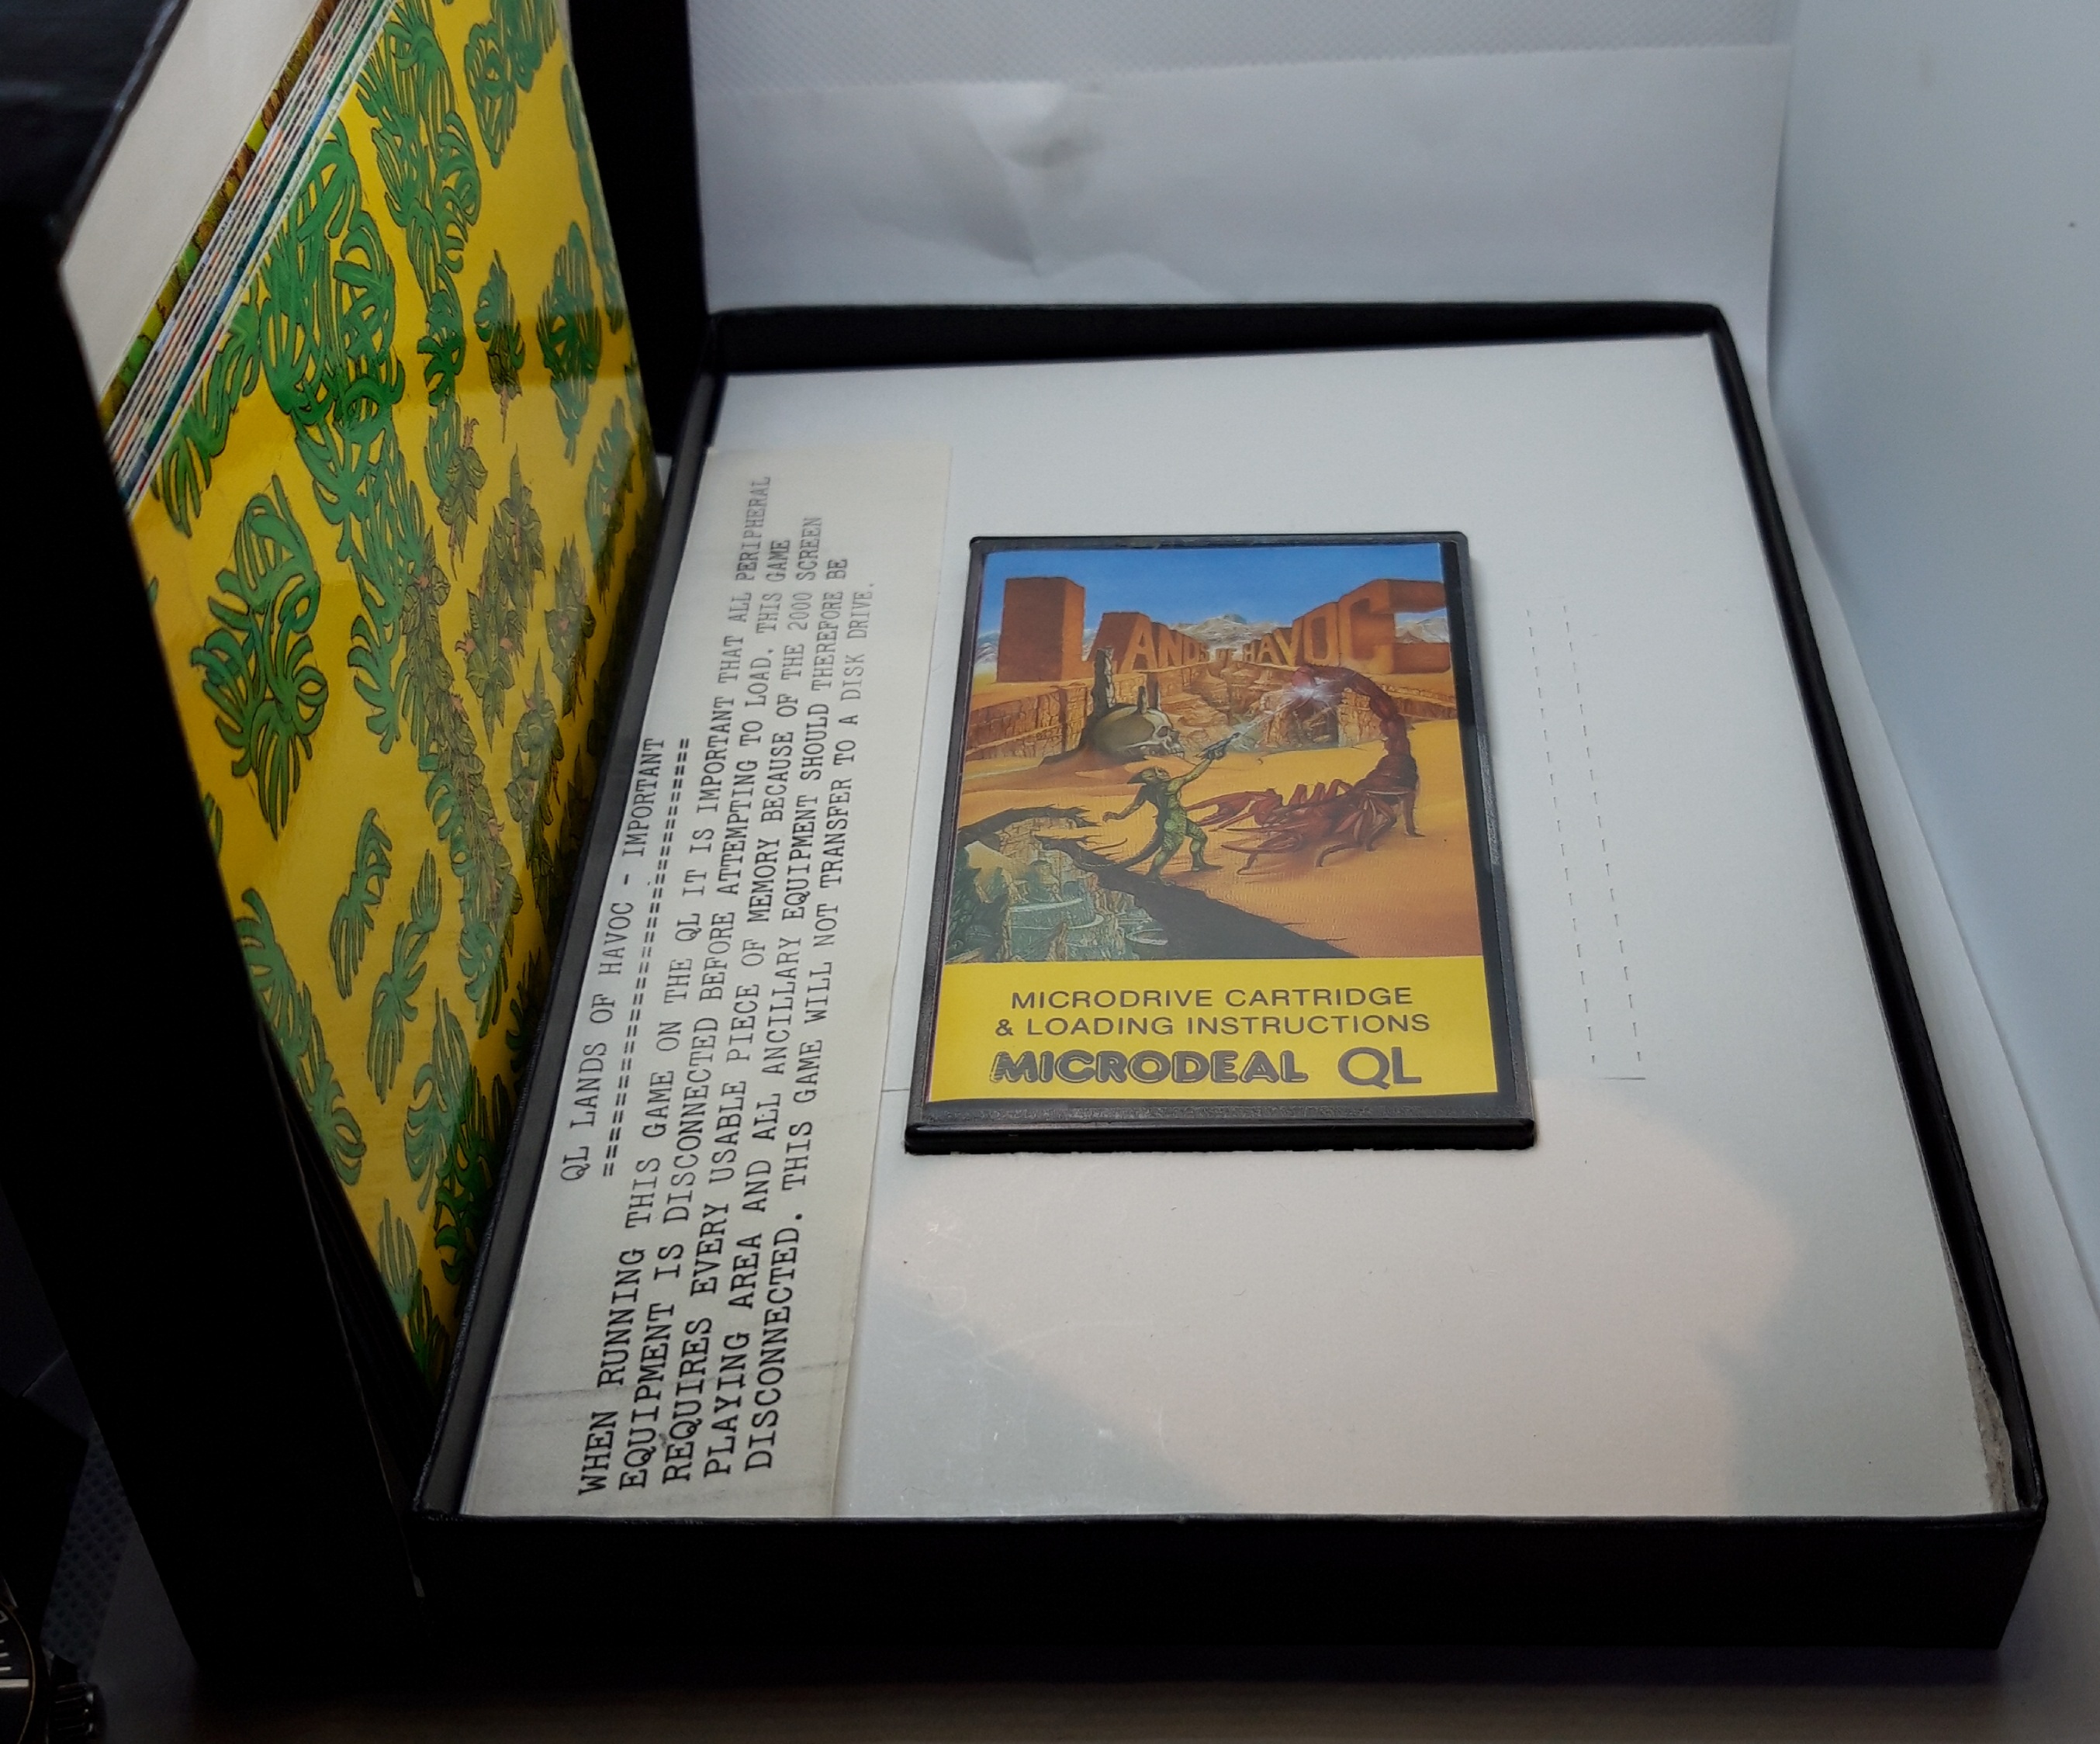 QL LANDS OF HAVOC - IMPORTANT
==============================
WHEN RUNNING THIS GAME ON THE QL IT IS IMPORTANT THAT ALL PERIPHERAL
EQUIPMENT IS DISCONNECTED BEFORE ATTEMPTING TO LOAD. THIS GAME
REQUIRES EVERY USABLE PIECE OF MEMORY BECAUSE OF THE 2000 SCREEN
PLAYING AREA AND ALL ANCILLARY EQUIPMENT SHOULD THEREFORE BE
DISCONNECTED. THIS GAME WILL NOT TRANSFER TO A DISK DRIVE.
LANDS OF HAVOC
MICRODRIVE CARTRIDGE
& LOADING INSTRUCTIONS
MICRODEAL QL